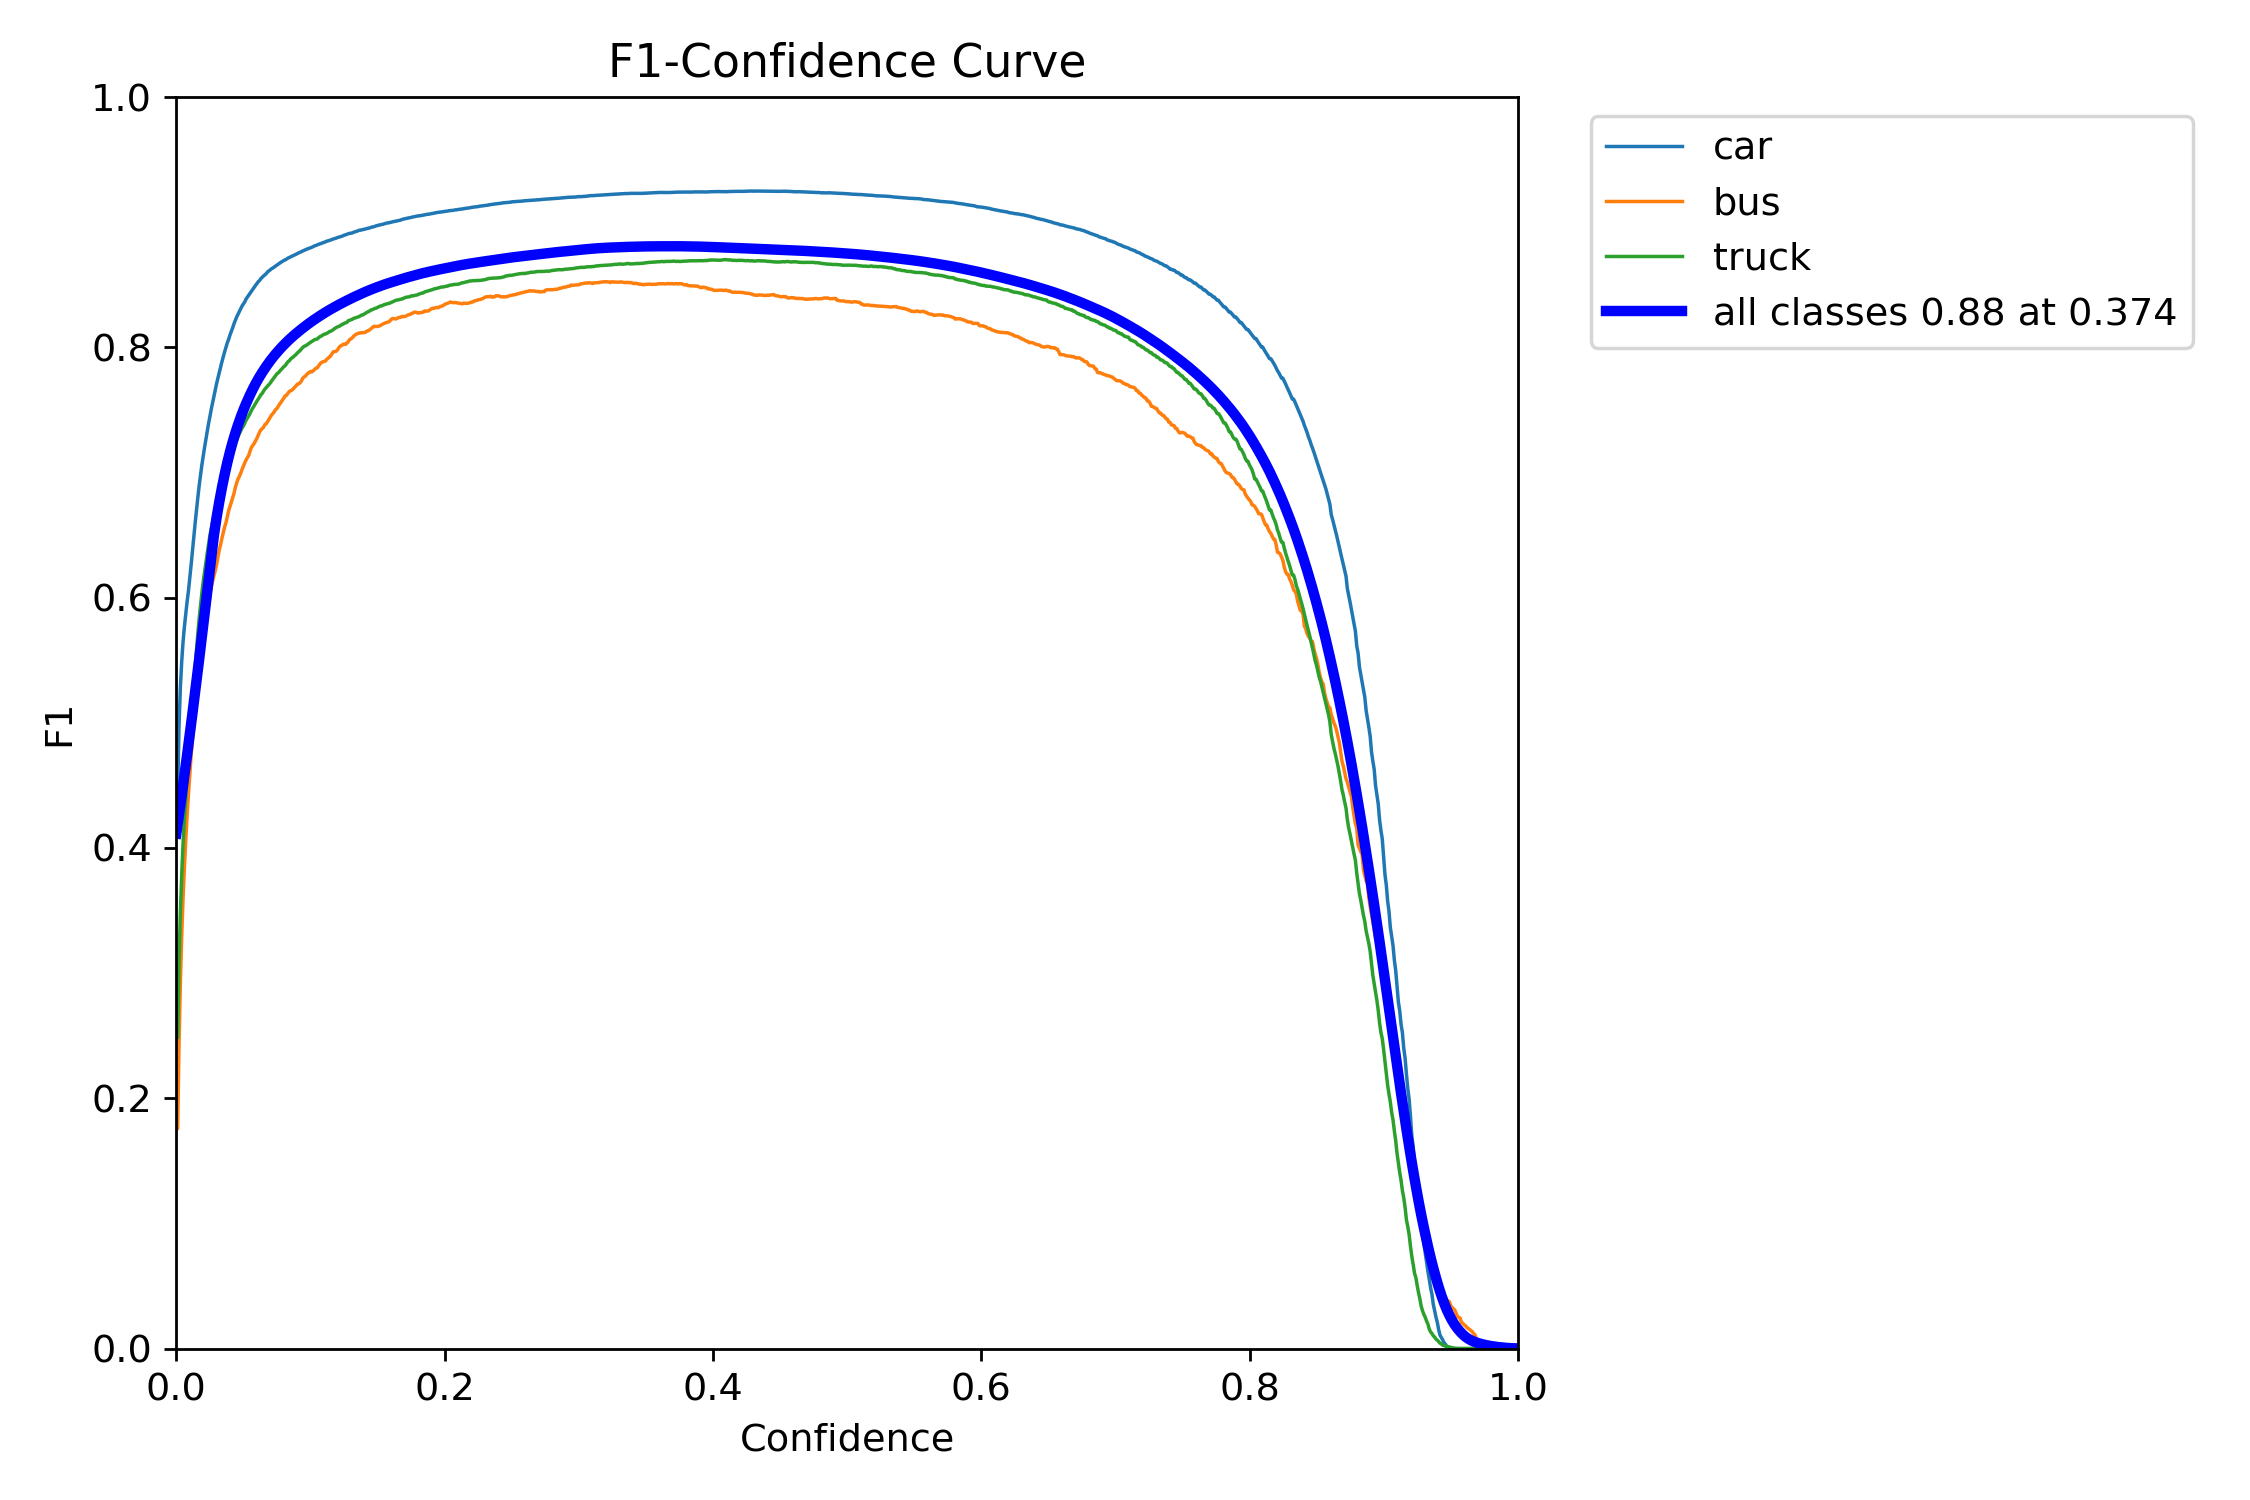 F1-Confidence Curve
1.0
0.8
0.6
0.4
0.2
0.0
F1
0.0 0.2 0.4 0.6 0.8 1.0
Confidence
car
bus
truck
all classes 0.88 at 0.374